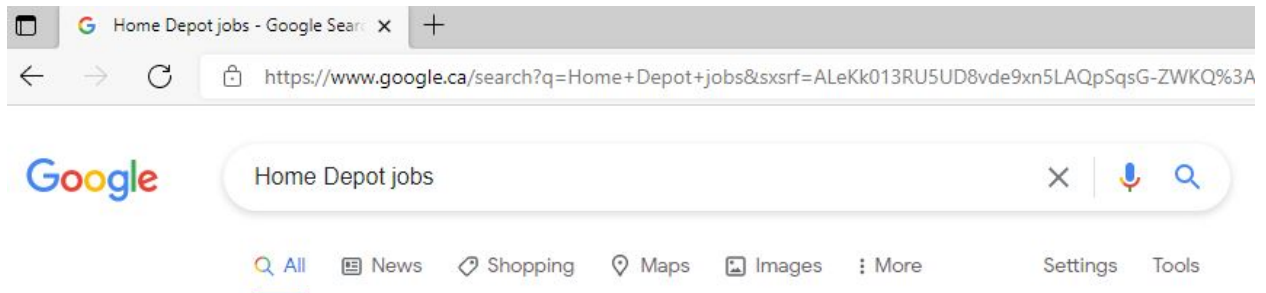 Home Depot jobs - Google Sear
https://www.google.ca/search?q=Home+Depot+jobs&sxsrf=ALeKk013RU5UD8vde9xn5LAQpSqsG-ZWKQ%3A
Google Home Depot jobs
All News Shopping Maps Images More Settings Tools